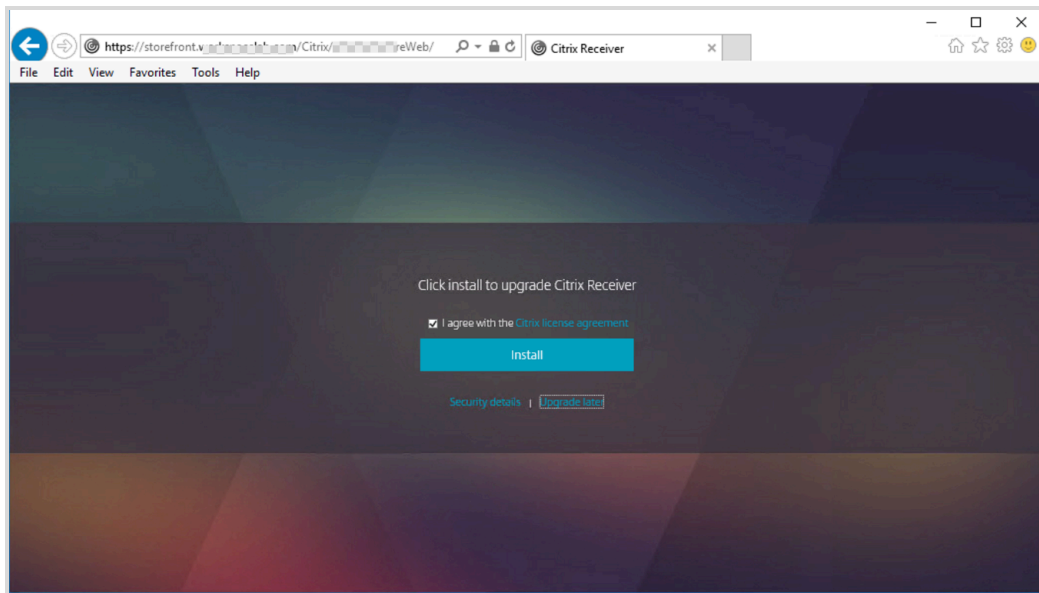 https://storefront. /Citrix/ reWeb/
Citrix Receiver
File Edit View Favorites Tools Help
Click install to upgrade Citrix Receiver
I agree with the Citrix license agreement
Install
Security details | Upgrade later